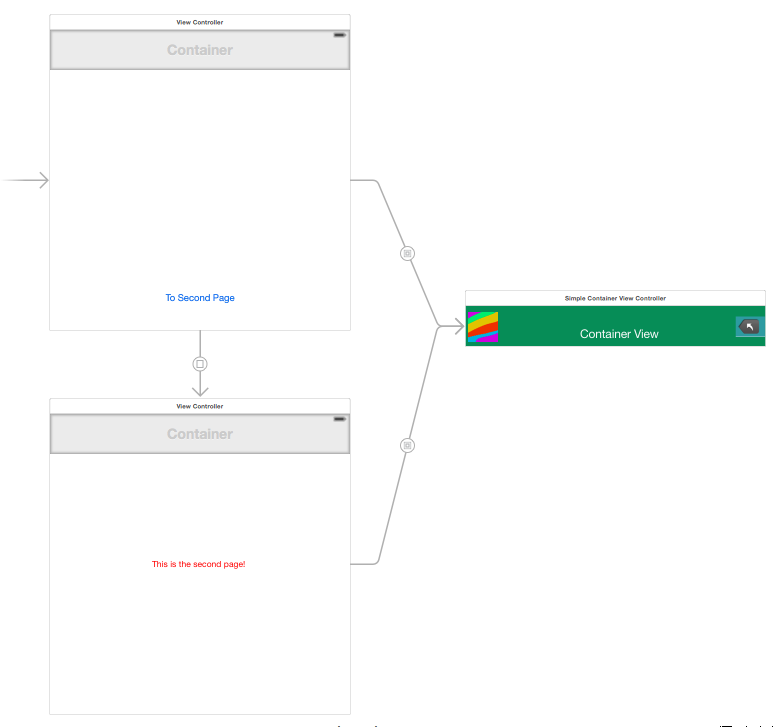 View Controller
Container
To Second Page
Simple Container View Controller
Container View
View Controller
Container
This is the second page!